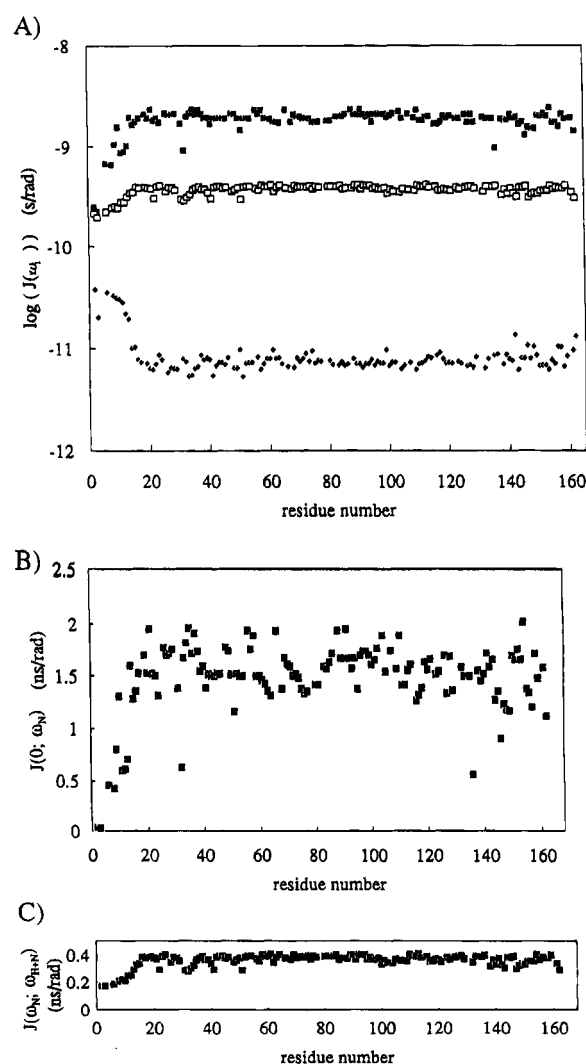 A)
-8
-9
-10
-11
-12
log ( J(ωi ) ) (s/rad)
0 20 40 60 80 100 120 140 160
residue number
B)
2.5
2
1.5
1
0.5
0
J(0; ωN) (ns/rad)
0 20 40 60 80 100 120 140 160
residue number
C)
0.4
0.2
0
J(ωN; ωH+N)
(ns/rad)
0 20 40 60 80 100 120 140 160
residue number